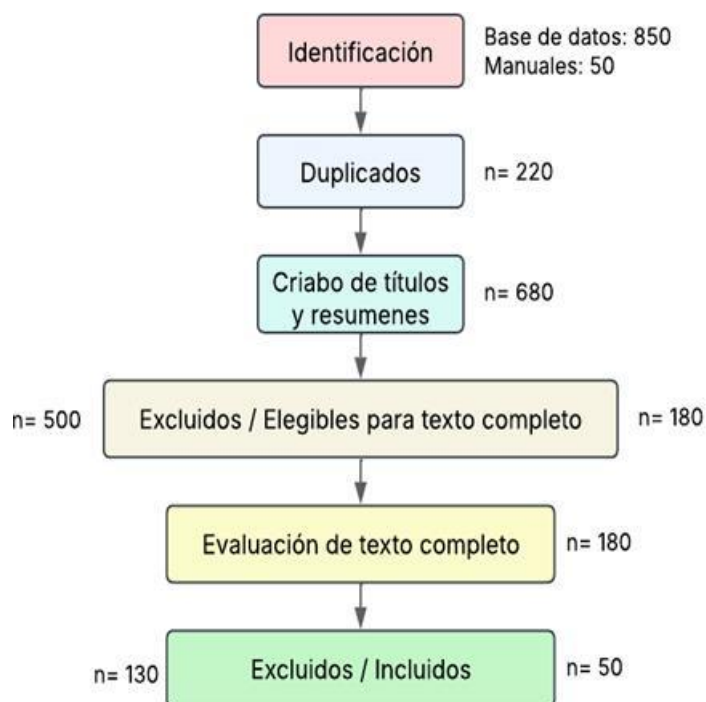 Identificación
Base de datos: 850
Manuales: 50
Duplicados
n= 220
Criabo de títulos
y resumenes
n= 680
n= 500
Excluidos / Elegibles para texto completo
n= 180
Evaluación de texto completo
n= 180
n= 130
Excluidos / Incluidos
n= 50